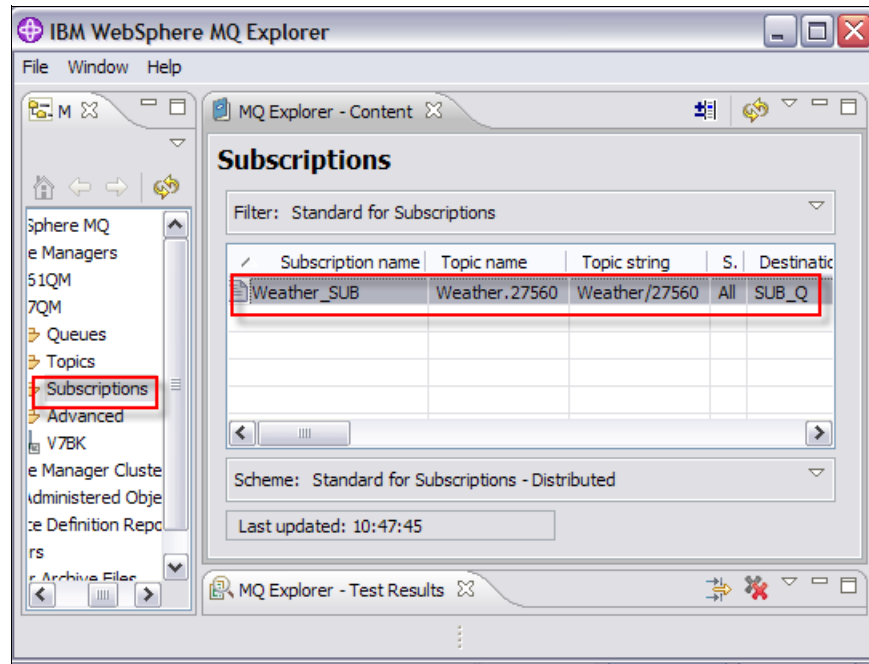 IBM WebSphere MQ Explorer
File Window Help
M
MQ Explorer - Content
Subscriptions
Filter: Standard for Subscriptions
Subscription name Topic name Topic string S. Destinatic
Weather_SUB Weather.27560 Weather/27560 All SUB_Q
Sphere MQ
e Managers
51QM
7QM
Queues
Topics
Subscriptions
Advanced
V7BK
e Manager Cluste
Administered Obje
ce Definition Repo
rs
r Archive Files
Scheme: Standard for Subscriptions - Distributed
Last updated: 10:47:45
MQ Explorer - Test Results